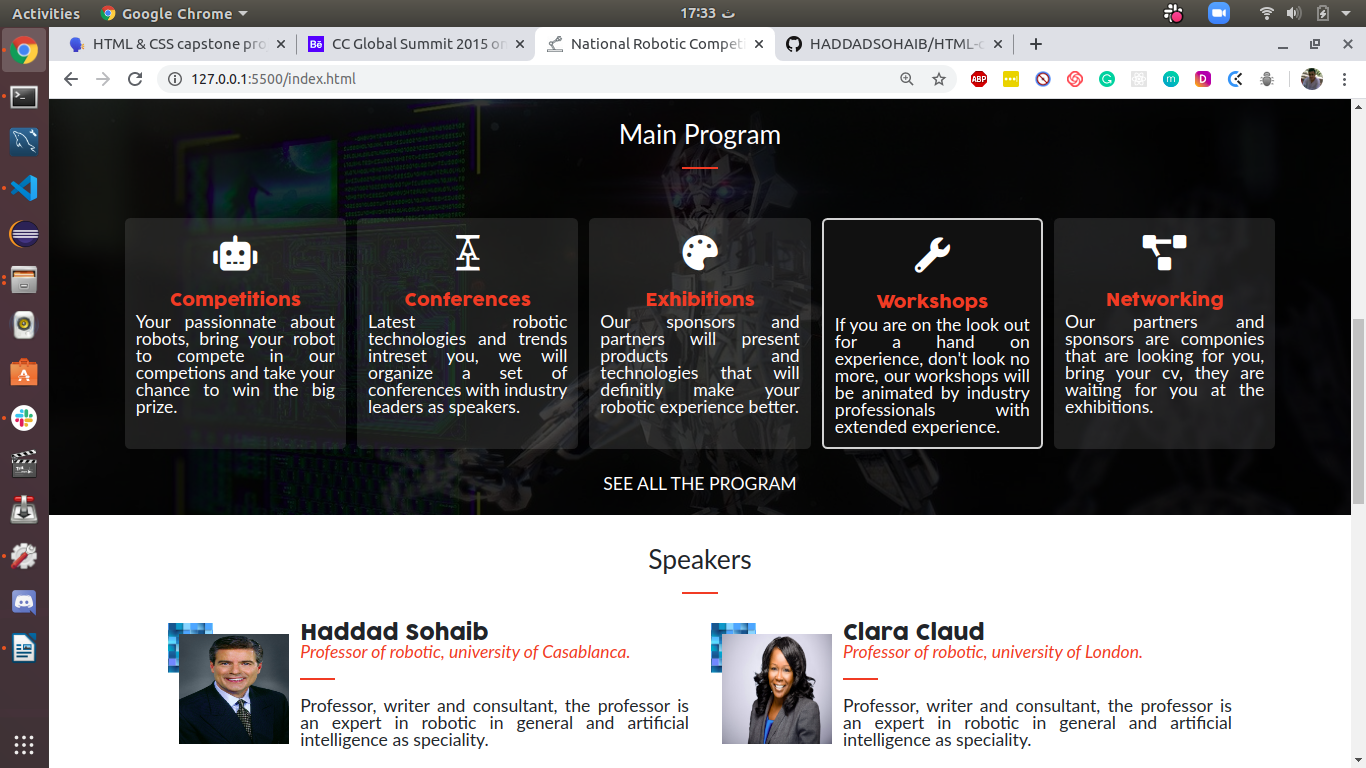 Activities Google Chrome 17:33 ث
HTML & CSS capstone pro
CC Global Summit 2015 on
National Robotic Competi
HADDADSOHAIB/HTML-c
127.0.0.1:5500/index.html
ABP
Main Program
Competitions
Your passionnate about
robots, bring your robot
to compete in our
competions and take your
chance to win the big
prize.
Conferences
Latest robotic
technologies and trends
intreset you, we will
organize a set of
conferences with industry
leaders as speakers.
Exhibitions
Our sponsors and
partners will present
products and
technologies that will
definitly make your
robotic experience better.
Workshops
If you are on the look out
for a hand on
experience, don't look no
more, our workshops will
be animated by industry
professionals with
extended experience.
Networking
Our partners and
sponsors are componies
that are looking for you,
bring your cv, they are
waiting for you at the
exhibitions.
SEE ALL THE PROGRAM
Speakers
Haddad Sohaib
Professor of robotic, university of Casablanca.
Professor, writer and consultant, the professor is
an expert in robotic in general and artificial
intelligence as speciality.
Clara Claud
Professor of robotic, university of London.
Professor, writer and consultant, the professor is
an expert in robotic in general and artificial
intelligence as speciality.